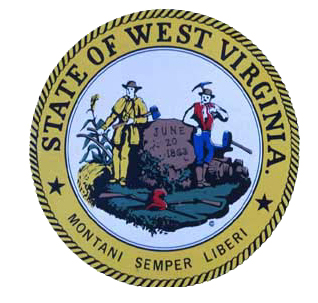 STATE OF WEST VIRGINIA.
JUNE
20
1863
MONTANI SEMPER LIBERI